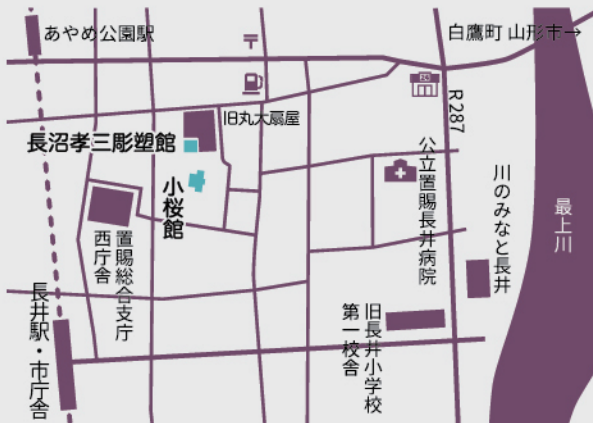 あやめ公園駅
〒
白鷹町 山形市→
24
R287
旧丸大扇屋
長沼孝三彫塑館
小桜館
公立置賜長井病院
川のみなと長井
最上川
置賜総合支庁
西庁舎
長井駅・市庁舎
旧長井小学校
第一校舎